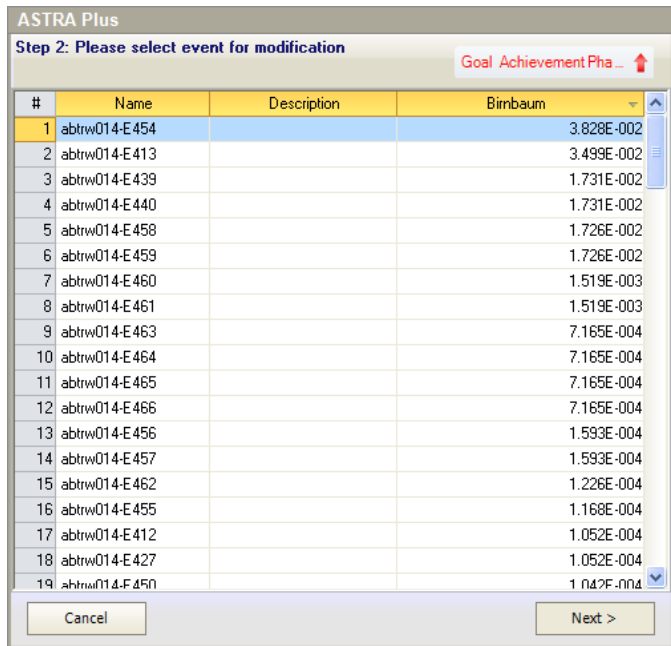 ASTRA Plus
Step 2: Please select event for modification
Goal Achievement Pha...
# Name Description Birnbaum
1 abtrw014-E454 3.828E-002
2 abtrw014-E413 3.499E-002
3 abtrw014-E439 1.731E-002
4 abtrw014-E440 1.731E-002
5 abtrw014-E458 1.726E-002
6 abtrw014-E459 1.726E-002
7 abtrw014-E460 1.519E-003
8 abtrw014-E461 1.519E-003
9 abtrw014-E463 7.165E-004
10 abtrw014-E464 7.165E-004
11 abtrw014-E465 7.165E-004
12 abtrw014-E466 7.165E-004
13 abtrw014-E456 1.593E-004
14 abtrw014-E457 1.593E-004
15 abtrw014-E462 1.226E-004
16 abtrw014-E455 1.168E-004
17 abtrw014-E412 1.052E-004
18 abtrw014-E427 1.052E-004
19 abtrw014-E450 1.042E-004
Cancel Next >